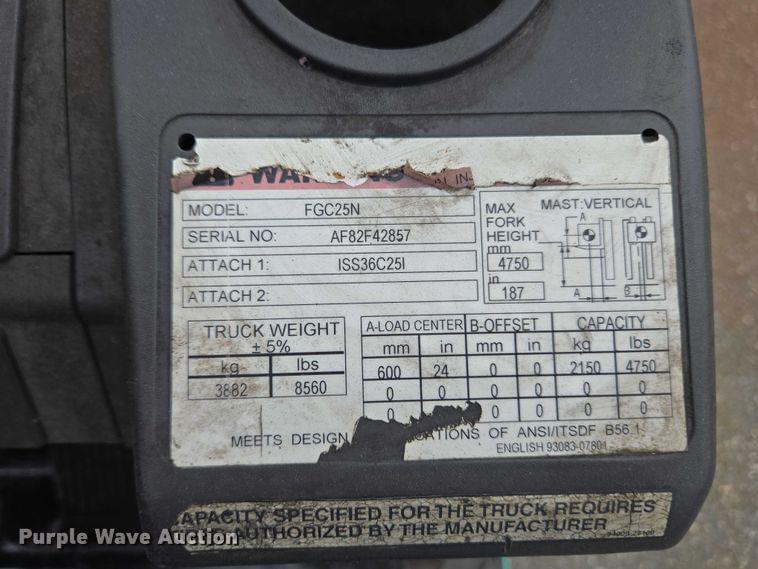 MODEL: FGC25N
SERIAL NO: AF82F42857
ATTACH 1: ISS36C25I
ATTACH 2:
MAX FORK HEIGHT
mm
4750
in
187
MAST:VERTICAL
A
A
B
TRUCK WEIGHT
± 5%
kg lbs
3882 8560
A-LOAD CENTER B-OFFSET CAPACITY
mm in mm in kg lbs
600 24 0 0 2150 4750
0 0 0 0 0 0
0 0 0 0
MEETS DESIGN OF ANSI/ITSDF B56.1
ENGLISH 93083-07801
CAPACITY SPECIFIED FOR THE TRUCK REQUIRES
AUTHORIZED BY THE MANUFACTURER
Purple Wave Auction